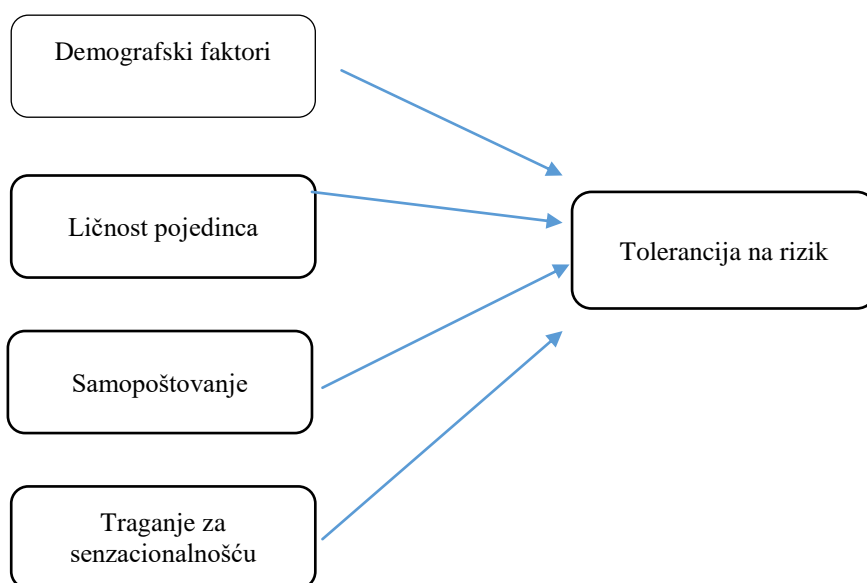 Demografski faktori
Ličnost pojedinca
Tolerancija na rizik
Samopoštovanje
Traganje za
senzacionalnošću